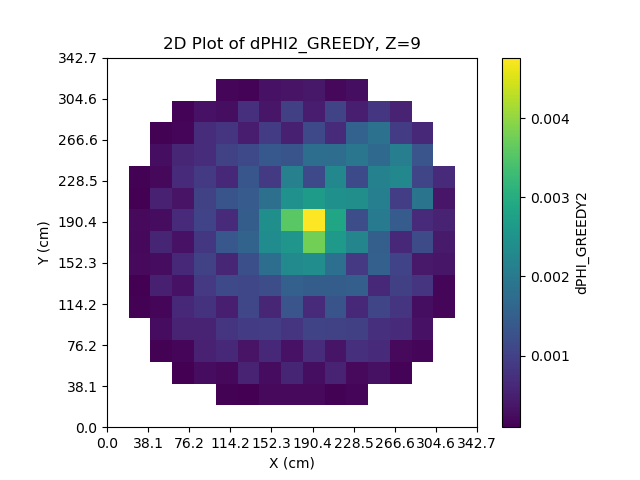 2D Plot of dPHI2_GREEDY, Z=9
342.7
304.6
266.6
228.5
190.4
152.3
114.2
76.2
38.1
0.0
Y (cm)
0.0 38.1 76.2 114.2 152.3 190.4 228.5 266.6 304.6 342.7
X (cm)
0.004
0.003
0.002
0.001
dPHI_GREEDY2